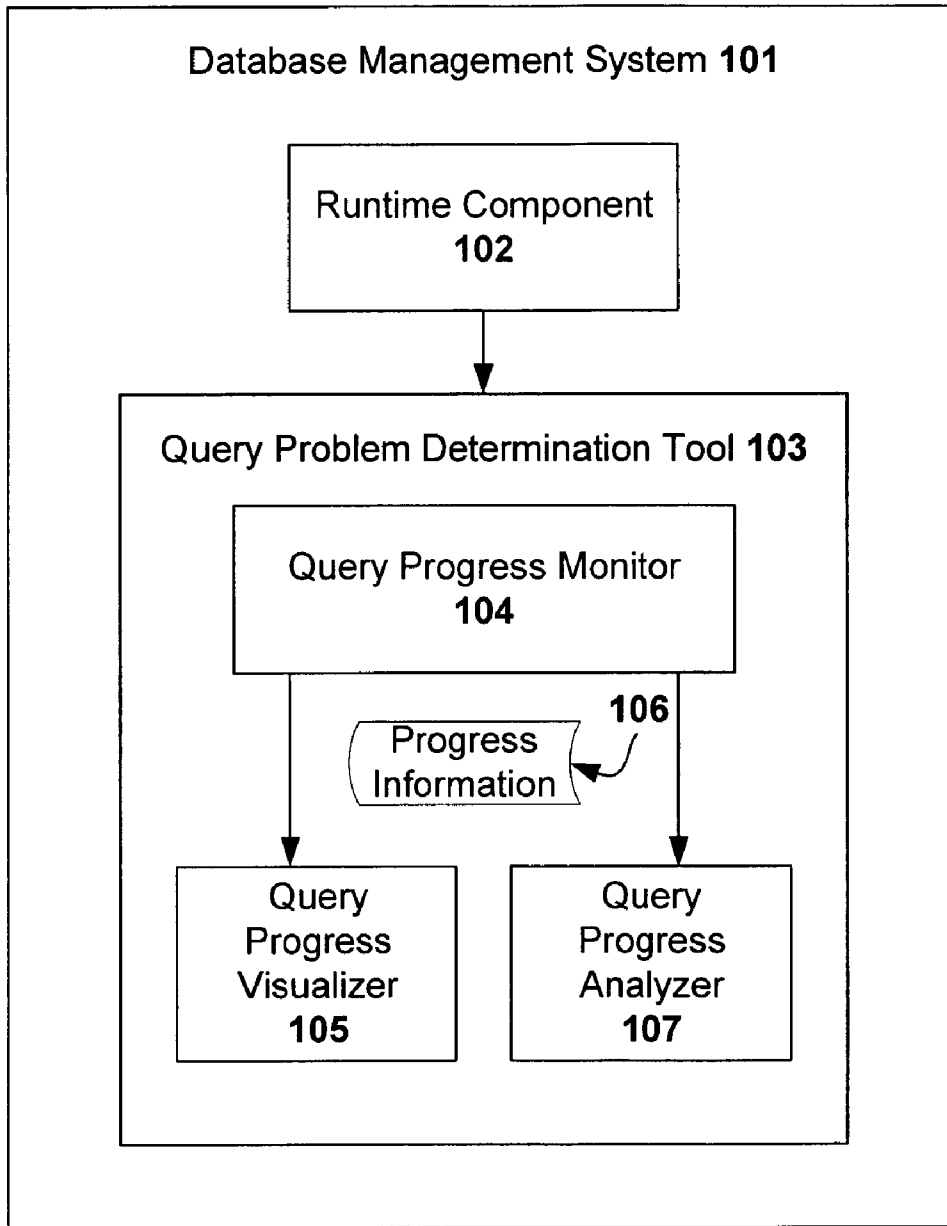 Database Management System 101
Runtime Component
102
Query Problem Determination Tool 103
Query Progress Monitor
104
106
Progress
Information
Query
Progress
Visualizer
105
Query
Progress
Analyzer
107